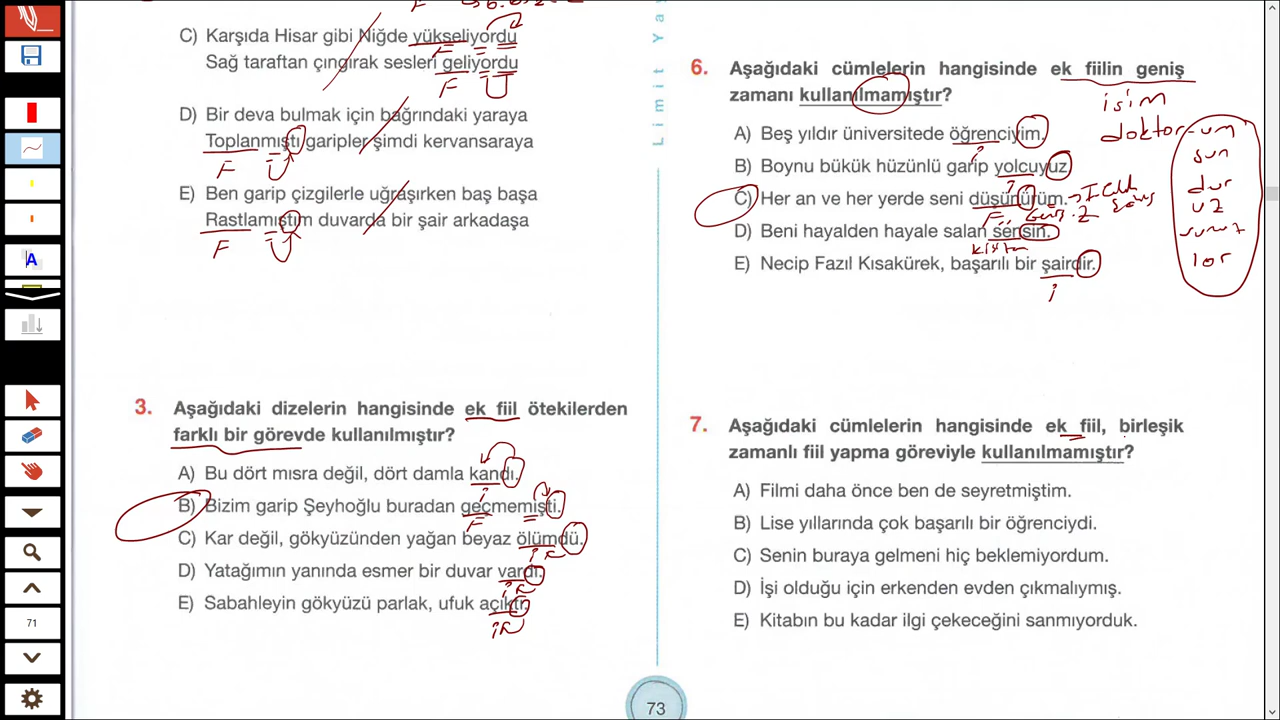 C) Karşıda Hisar gibi Niğde yükseliyordu
Sağ taraftan çıngırak sesleri geliyordu
F
F
U
D) Bir deva bulmak için bağrındaki yaraya
Toplanmıştı garipler şimdi kervansaraya
F
U
E) Ben garip çizgilerle uğraşırken baş başa
Rastlamıştım duvarda bir şair arkadaşa
F
U
3. Aşağıdaki dizelerin hangisinde ek fiil ötekilerden
farklı bir görevde kullanılmıştır?
A) Bu dört mısra değil, dört damla kandı.
i
B) Bizim garip Şeyhoğlu buradan geçmemişti.
F
C) Kar değil, gökyüzünden yağan beyaz ölümdü.
i
D) Yatağımın yanında esmer bir duvar vardı.
i
E) Sabahleyin gökyüzü parlak, ufuk açıktı.
i
Limit Ya
6. Aşağıdaki cümlelerin hangisinde ek fiilin geniş
zamanı kullanılmamıştır?
isim
doktor-um
sun
dur
uz
sunuz
lar
A) Beş yıldır üniversitede öğrenciyim.
i
B) Boynu bükük hüzünlü garip yolcuyuz
i
C) Her an ve her yerde seni düşünürüm.
F
D) Beni hayalden hayale salan sensin.
E) Necip Fazıl Kısakürek, başarılı bir şairdir.
i
7. Aşağıdaki cümlelerin hangisinde ek fiil, birleşik
zamanlı fiil yapma göreviyle kullanılmamıştır?
A) Filmi daha önce ben de seyretmiştim.
B) Lise yıllarında çok başarılı bir öğrenciydi.
C) Senin buraya gelmeni hiç beklemiyordum.
D) İşi olduğu için erkenden evden çıkmalıymış.
E) Kitabın bu kadar ilgi çekeceğini sanmıyorduk.
73
A
71